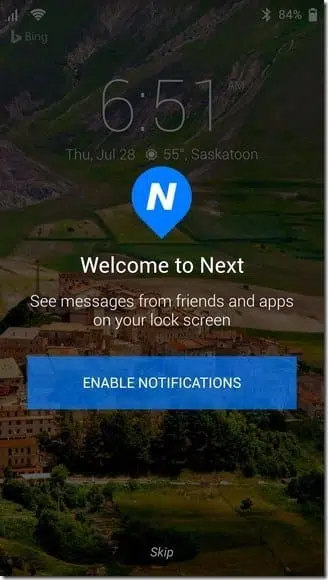 84%
Bing
6:51 AM
Thu, Jul 28 55°, Saskatoon
N
Welcome to Next
See messages from friends and apps
on your lock screen
ENABLE NOTIFICATIONS
Skip